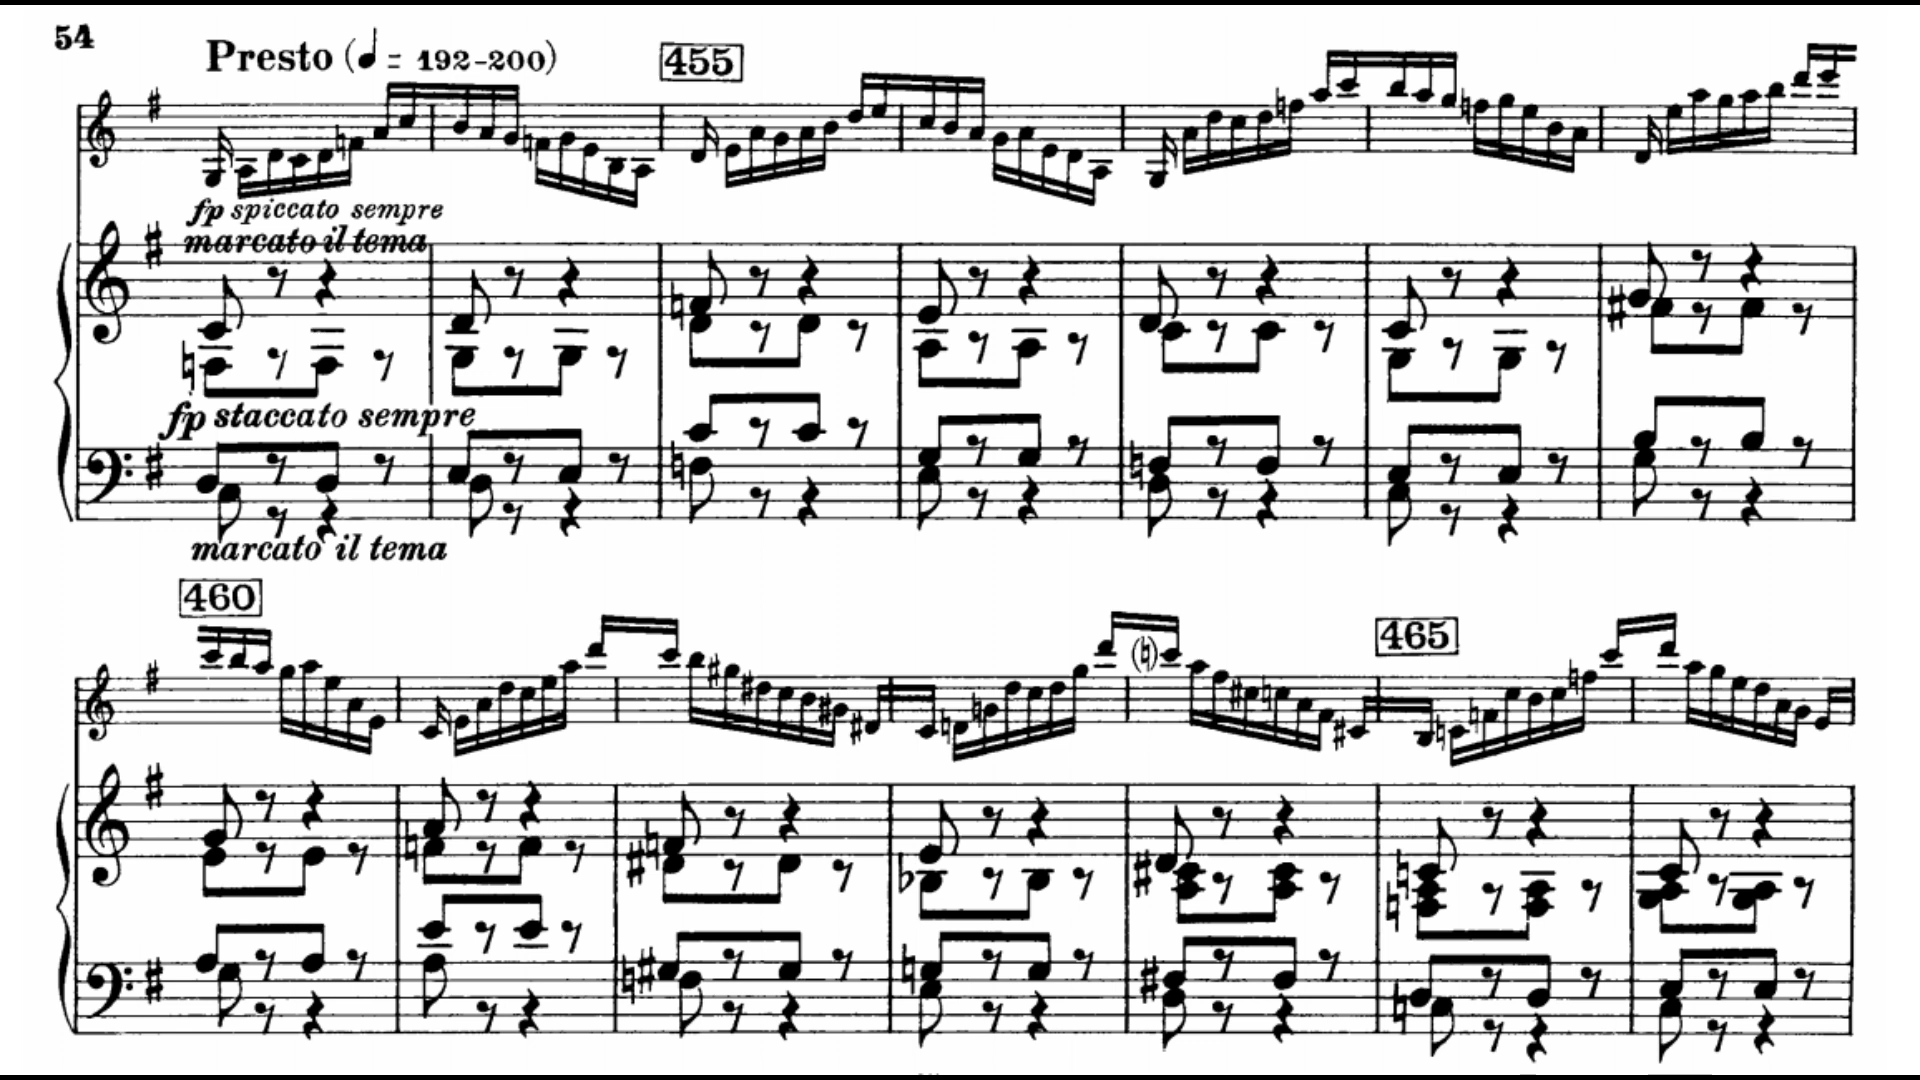 54
Presto (♩ = 192-200)
455
fp spiccato sempre
marcato il tema
fp staccato sempre
marcato il tema
460
465